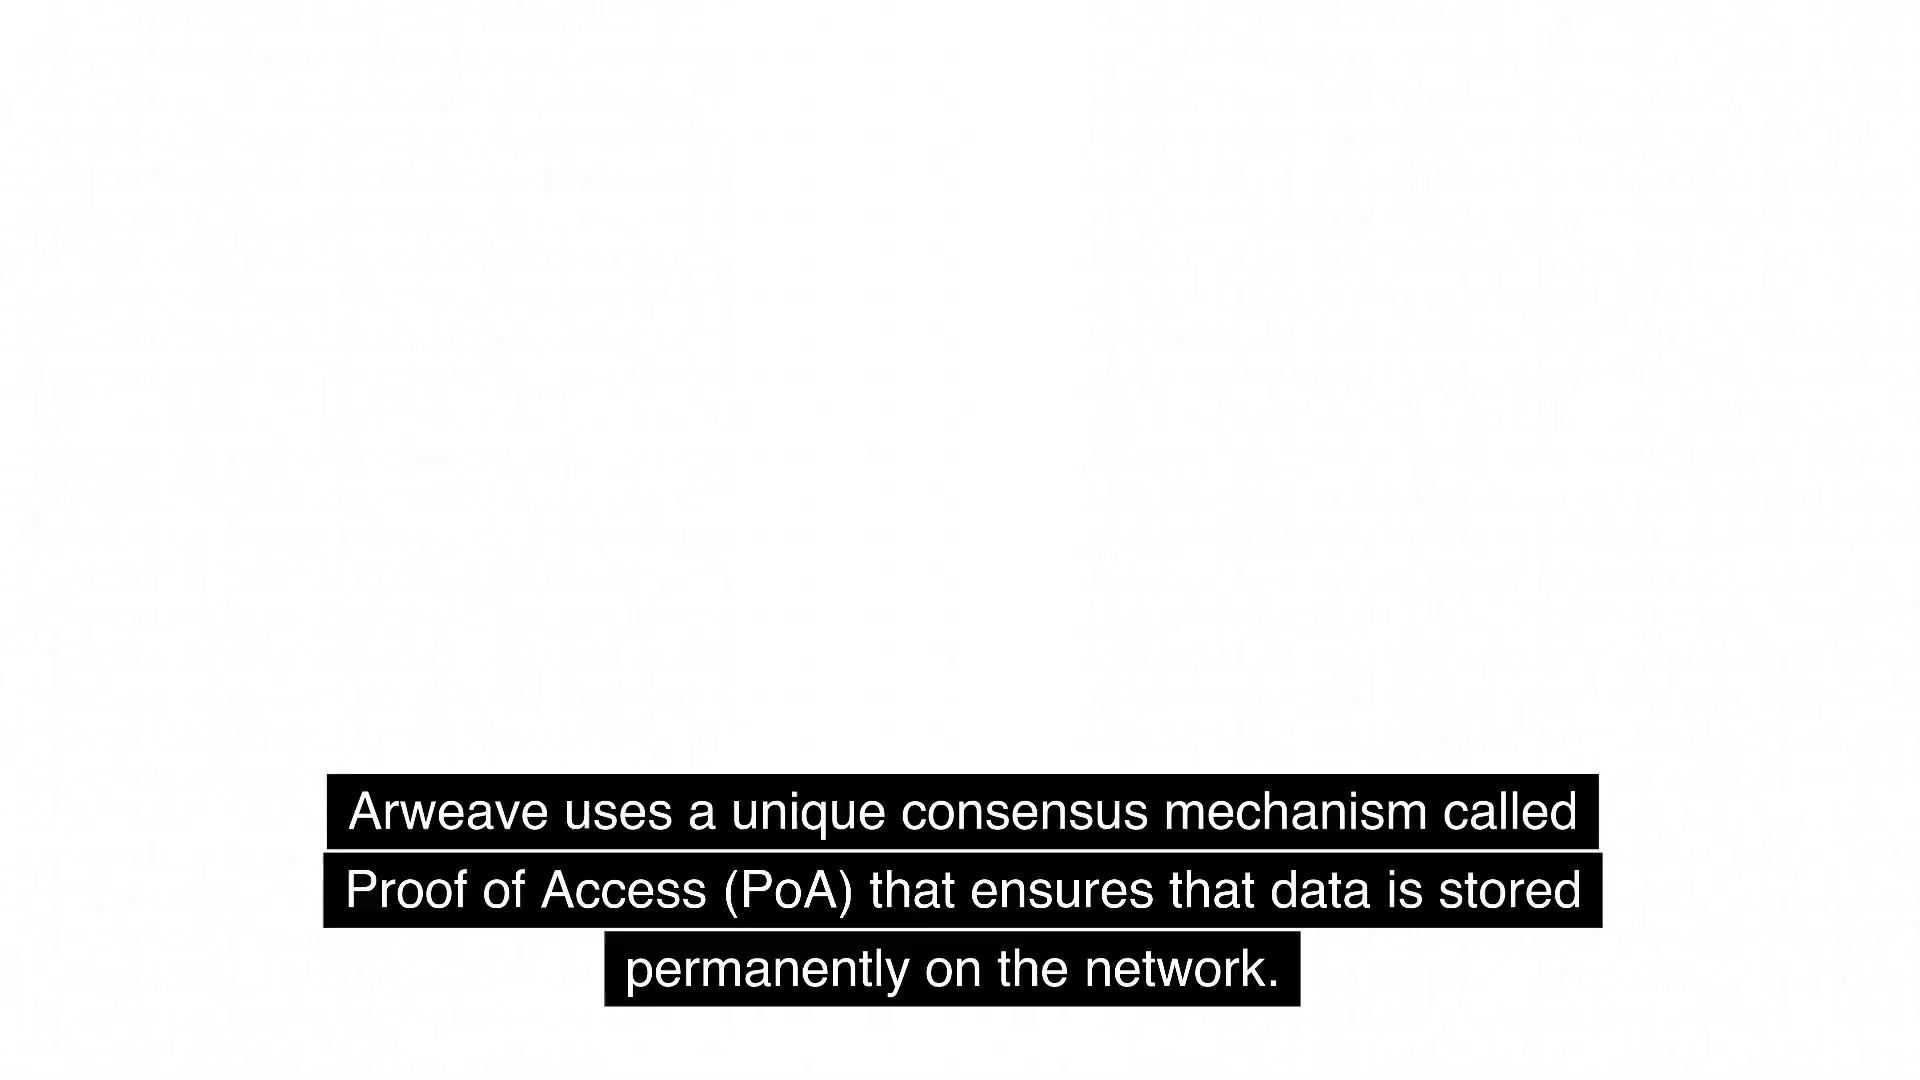 Arweave uses a unique consensus mechanism called
Proof of Access (PoA) that ensures that data is stored
permanently on the network.